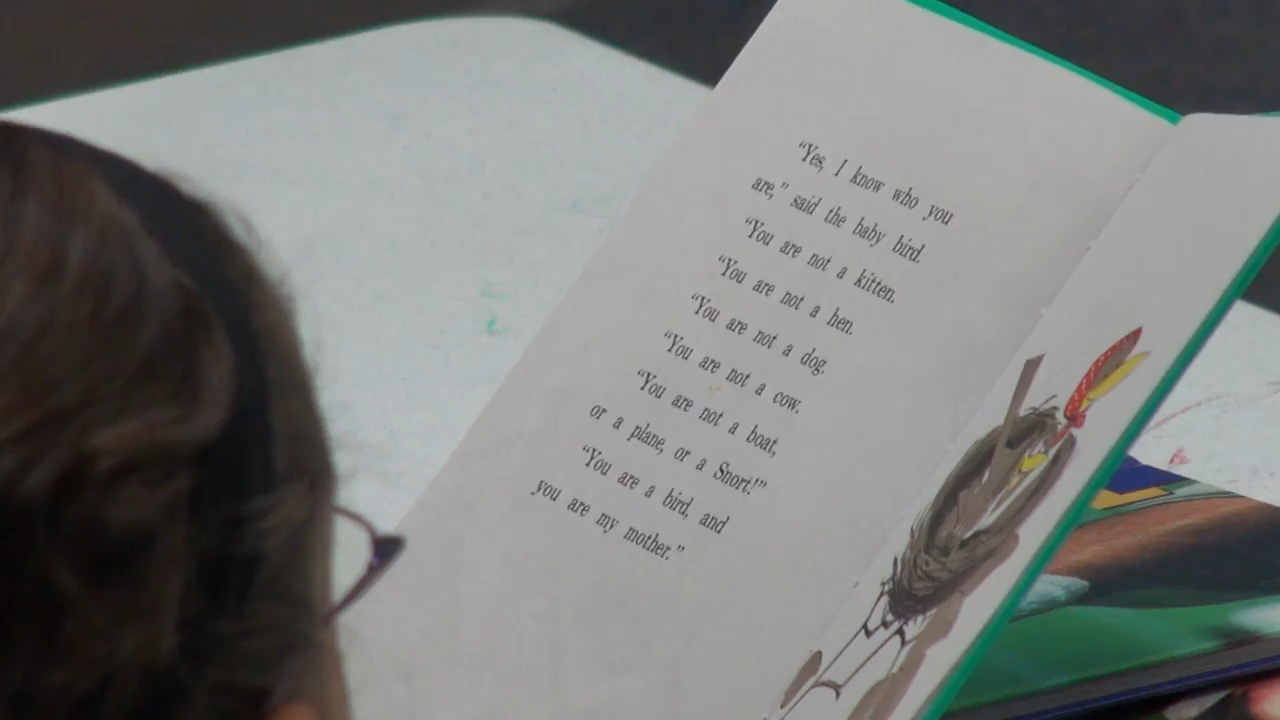 “Yes, I know who you
are,” said the baby bird.
“You are not a kitten.
“You are not a hen.
“You are not a dog.
“You are not a cow.
“You are not a boat,
or a plane, or a Snort!”
“You are a bird, and
you are my mother.”